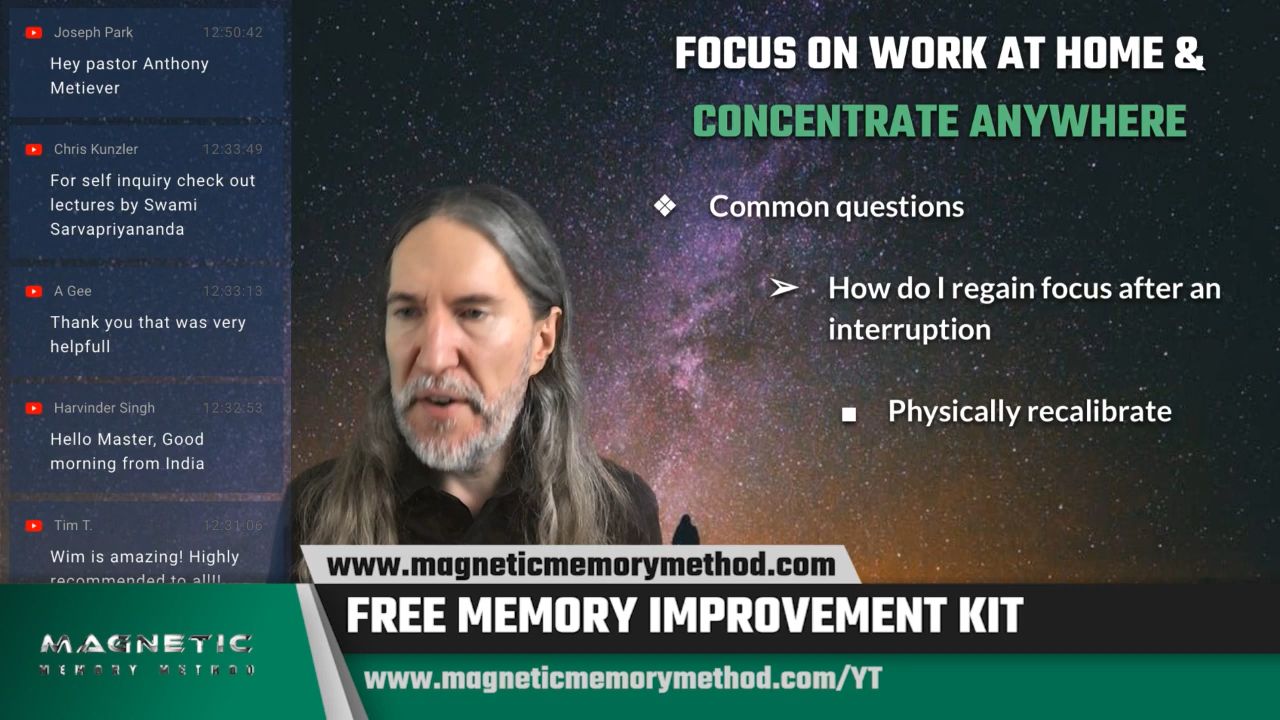 Joseph Park 12:50:42
Hey pastor Anthony
Metiever
Chris Kunzler 12:33:49
For self inquiry check out
lectures by Swami
Sarvapriyananda
A Gee 12:33:13
Thank you that was very
helpfull
Harvinder Singh 12:32:53
Hello Master, Good
morning from India
Tim T. 12:31:06
Wim is amazing! Highly
recommended to allll!
FOCUS ON WORK AT HOME &
CONCENTRATE ANYWHERE
❖ Common questions
➢ How do I regain focus after an
interruption
▪ Physically recalibrate
www.magneticmemorymethod.com
FREE MEMORY IMPROVEMENT KIT
www.magneticmemorymethod.com/YT
MAGNETIC
MEMORY METHOD